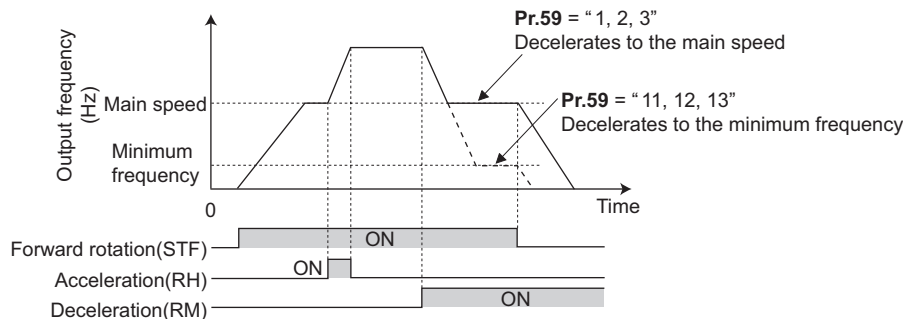 Pr.59 = “ 1, 2, 3”
Decelerates to the main speed
Output frequency
(Hz)
Main speed
Pr.59 = “ 11, 12, 13”
Decelerates to the minimum frequency
Minimum
frequency
0
Time
Forward rotation(STF)
ON
Acceleration(RH)
ON
Deceleration(RM)
ON